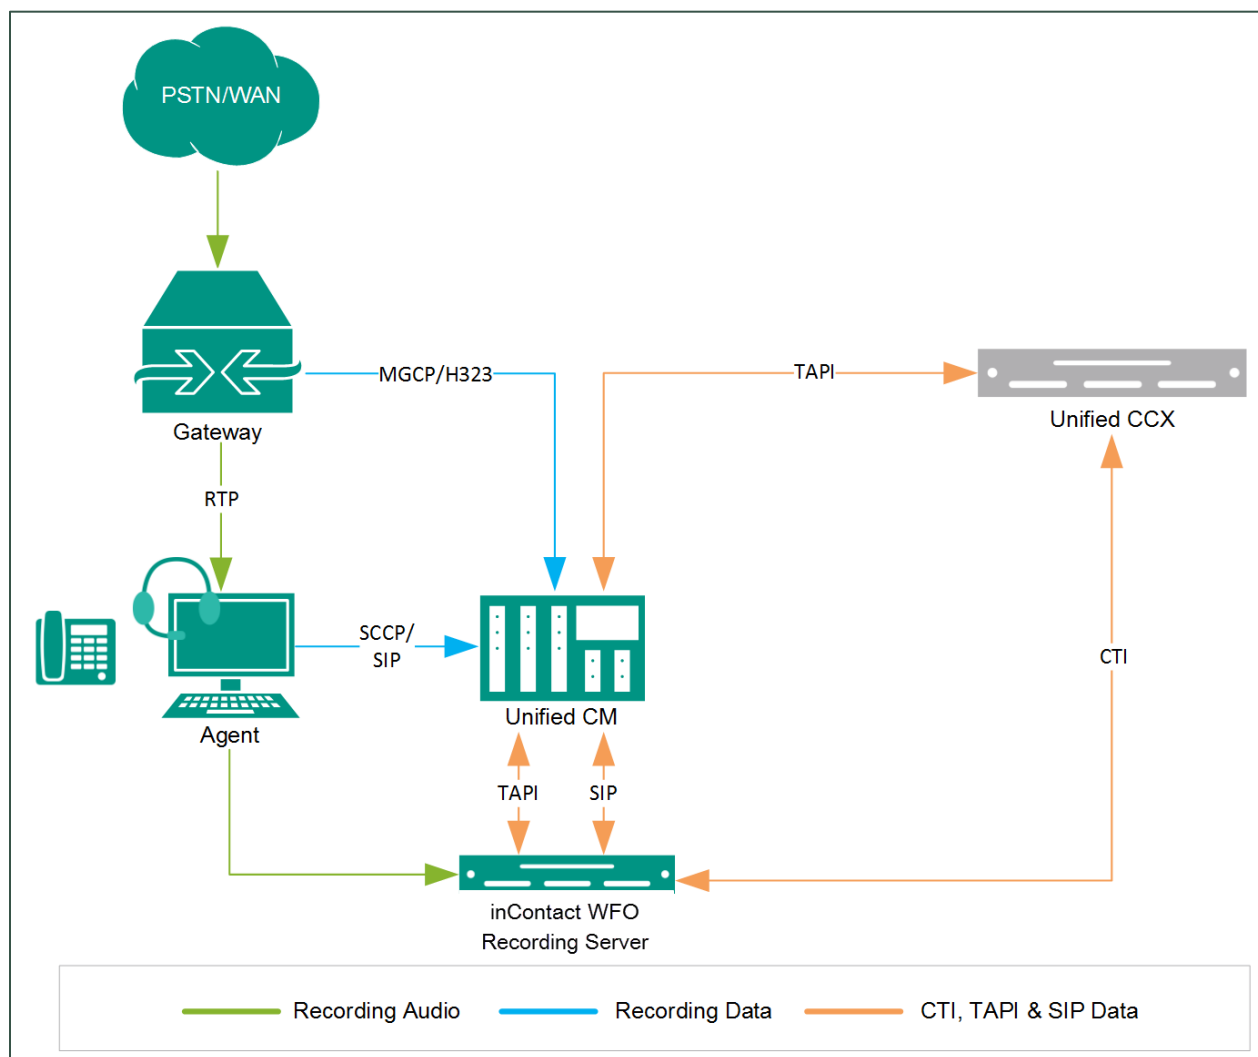 PSTN/WAN
MGCP/H323
TAPI
Gateway
Unified CCX
RTP
SCCP/
SIP
CTI
Unified CM
Agent
TAPI
SIP
inContact WFO
Recording Server
Recording Audio
Recording Data
CTI, TAPI & SIP Data